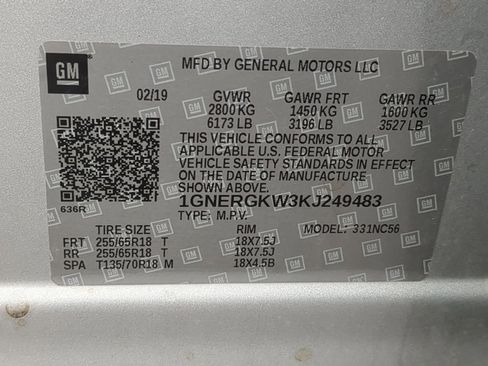 GM
MFD BY GENERAL MOTORS LLC
02/19 GVWR GAWR FRT GAWR RR
2800 KG 1450 KG 1600 KG
6173 LB 3196 LB 3527 LB
THIS VEHICLE CONFORMS TO ALL
APPLICABLE U.S. FEDERAL MOTOR
VEHICLE SAFETY STANDARDS IN EFFECT
ON THE DATE OF MANUFACTURE
SHOWN ABOVE.
1GNERGKW3KJ249483
636R
TYPE: M.P.V. MODEL: 331NC56
TIRE SIZE RIM
FRT 255/65R18 T 18X7.5J
RR 255/65R18 T 18X7.5J
SPA T135/70R18 M 18X4.5B